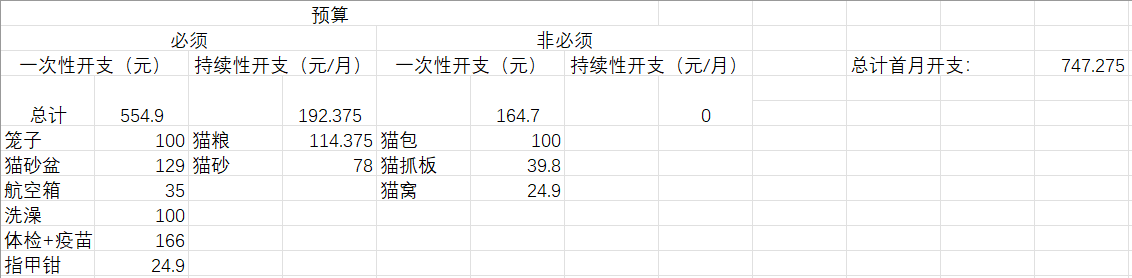 预算
必须 非必须
一次性开支（元） 持续性开支（元/月） 一次性开支（元） 持续性开支（元/月） 总计首月开支： 747.275
总计 554.9 192.375 164.7 0
笼子 100 猫粮 114.375 猫包 100
猫砂盆 129 猫砂 78 猫抓板 39.8
航空箱 35 猫窝 24.9
洗澡 100
体检+疫苗 166
指甲钳 24.9